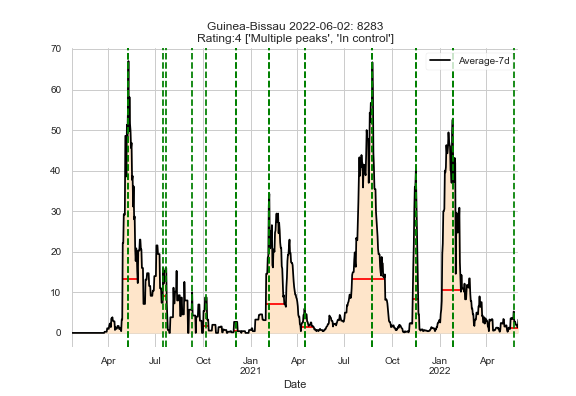 Guinea-Bissau 2022-06-02: 8283
Rating:4 ['Multiple peaks', 'In control']
Average-7d
70
60
50
40
30
20
10
0
Apr
Jul
Oct
Jan
2021
Apr
Jul
Oct
Jan
2022
Apr
Date